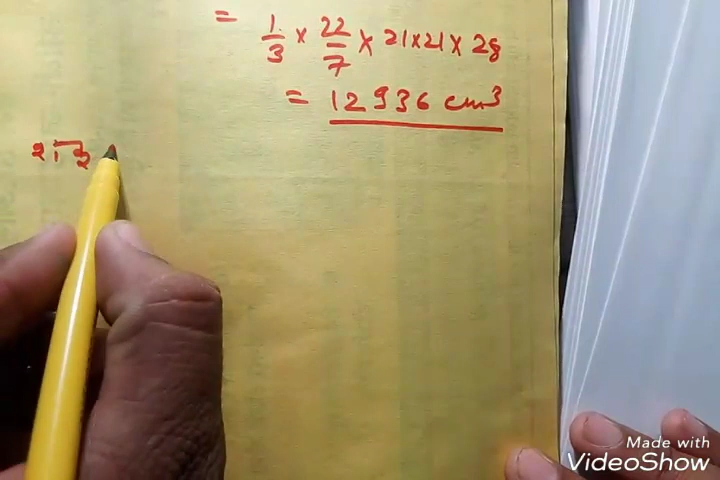 = 1/3 × 22/7 × 21×21× 28
= 12936 cm³
Made with
VideoShow